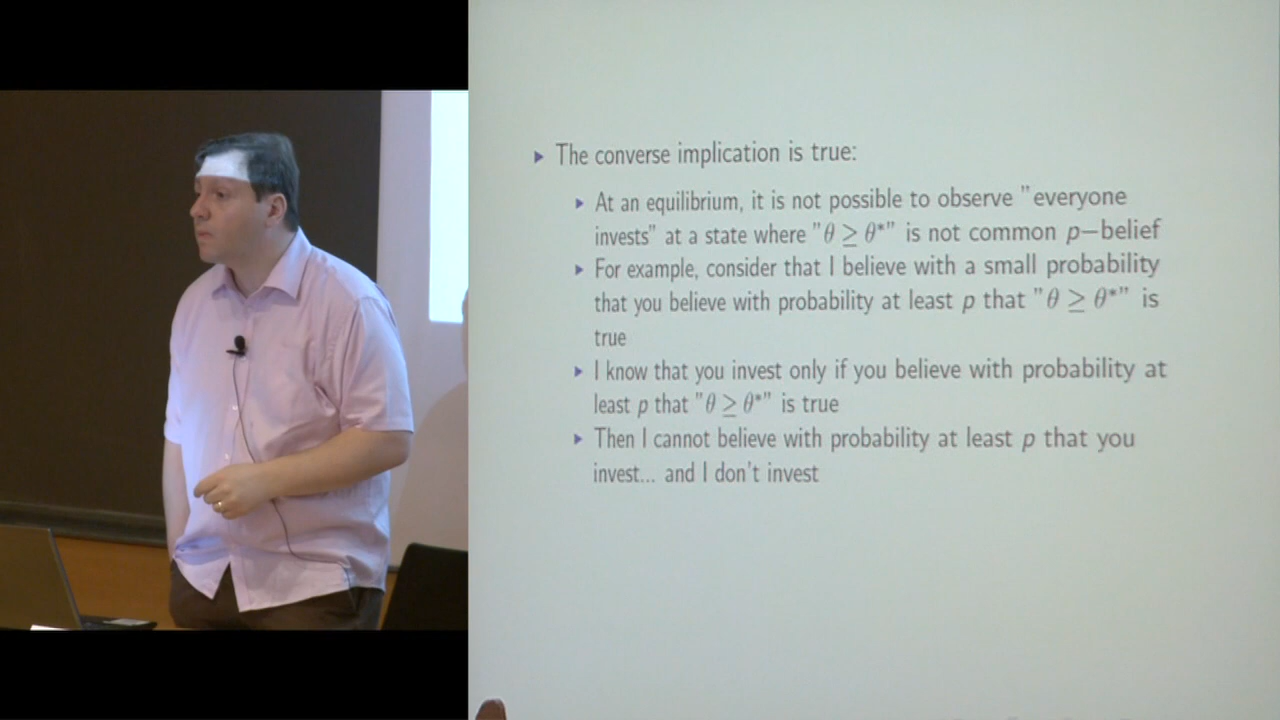 The converse implication is true:
At an equilibrium, it is not possible to observe "everyone
invests" at a state where "θ ≥ θ*" is not common p−belief
For example, consider that I believe with a small probability
that you believe with probability at least p that "θ ≥ θ*" is
true
I know that you invest only if you believe with probability at
least p that "θ ≥ θ*" is true
Then I cannot believe with probability at least p that you
invest... and I don't invest